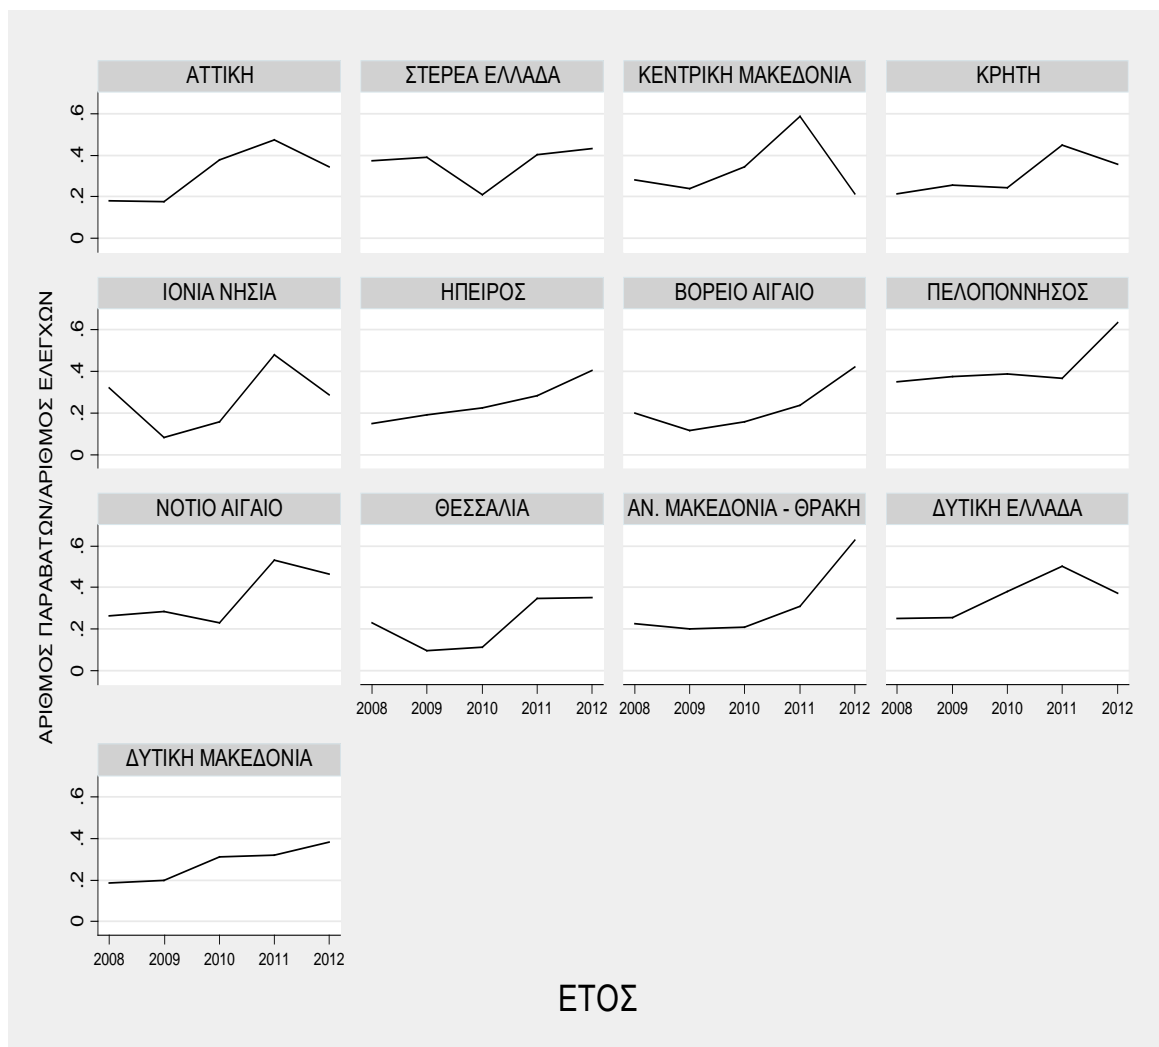 ΑΤΤΙΚΗ
ΣΤΕΡΕΑ ΕΛΛΑΔΑ
ΚΕΝΤΡΙΚΗ ΜΑΚΕΔΟΝΙΑ
ΚΡΗΤΗ
.6
.4
.2
0
ΙΟΝΙΑ ΝΗΣΙΑ
ΗΠΕΙΡΟΣ
ΒΟΡΕΙΟ ΑΙΓΑΙΟ
ΠΕΛΟΠΟΝΝΗΣΟΣ
.6
.4
.2
0
ΑΡΙΘΜΟΣ ΠΑΡΑΒΑΤΩΝ/ΑΡΙΘΜΟΣ ΕΛΕΓΧΩΝ
ΝΟΤΙΟ ΑΙΓΑΙΟ
ΘΕΣΣΑΛΙΑ
ΑΝ. ΜΑΚΕΔΟΝΙΑ - ΘΡΑΚΗ
ΔΥΤΙΚΗ ΕΛΛΑΔΑ
.6
.4
.2
0
2008 2009 2010 2011 2012
2008 2009 2010 2011 2012
2008 2009 2010 2011 2012
ΔΥΤΙΚΗ ΜΑΚΕΔΟΝΙΑ
.6
.4
.2
0
2008 2009 2010 2011 2012
ΕΤΟΣ